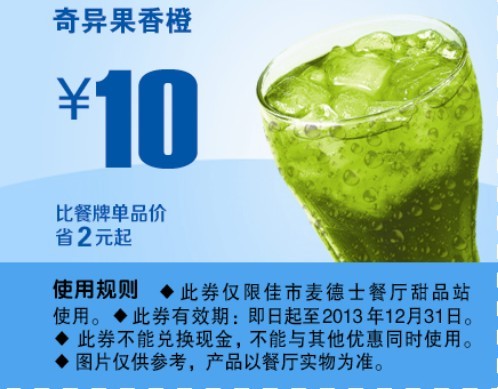 奇异果香橙
¥10
比餐牌单品价
省2元起
使用规则 ◆此券仅限佳市麦德士餐厅甜品站
使用。◆此券有效期：即日起至2013年12月31日。
◆此券不能兑换现金，不能与其他优惠同时使用。
◆图片仅供参考，产品以餐厅实物为准。